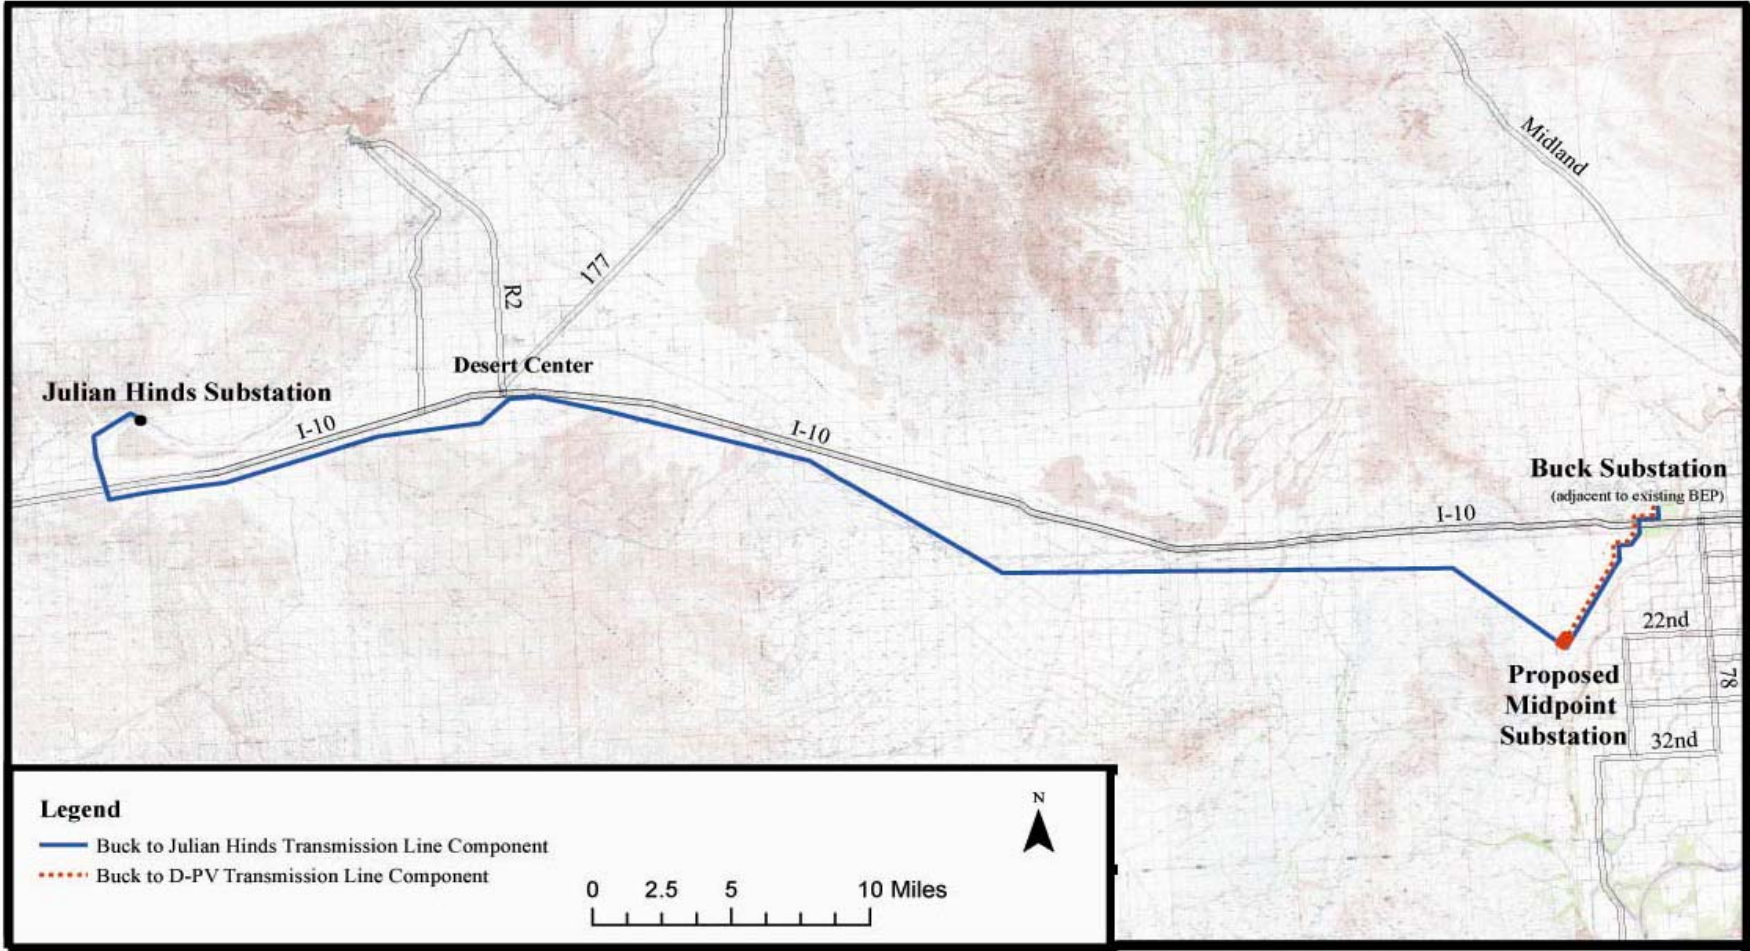 Midland
177
R2
Desert Center
Julian Hinds Substation
I-10
I-10
Buck Substation
(adjacent to existing BEP)
I-10
22nd
Proposed
Midpoint
Substation
78
32nd
Legend
Buck to Julian Hinds Transmission Line Component
Buck to D-PV Transmission Line Component
N
0 2.5 5 10 Miles